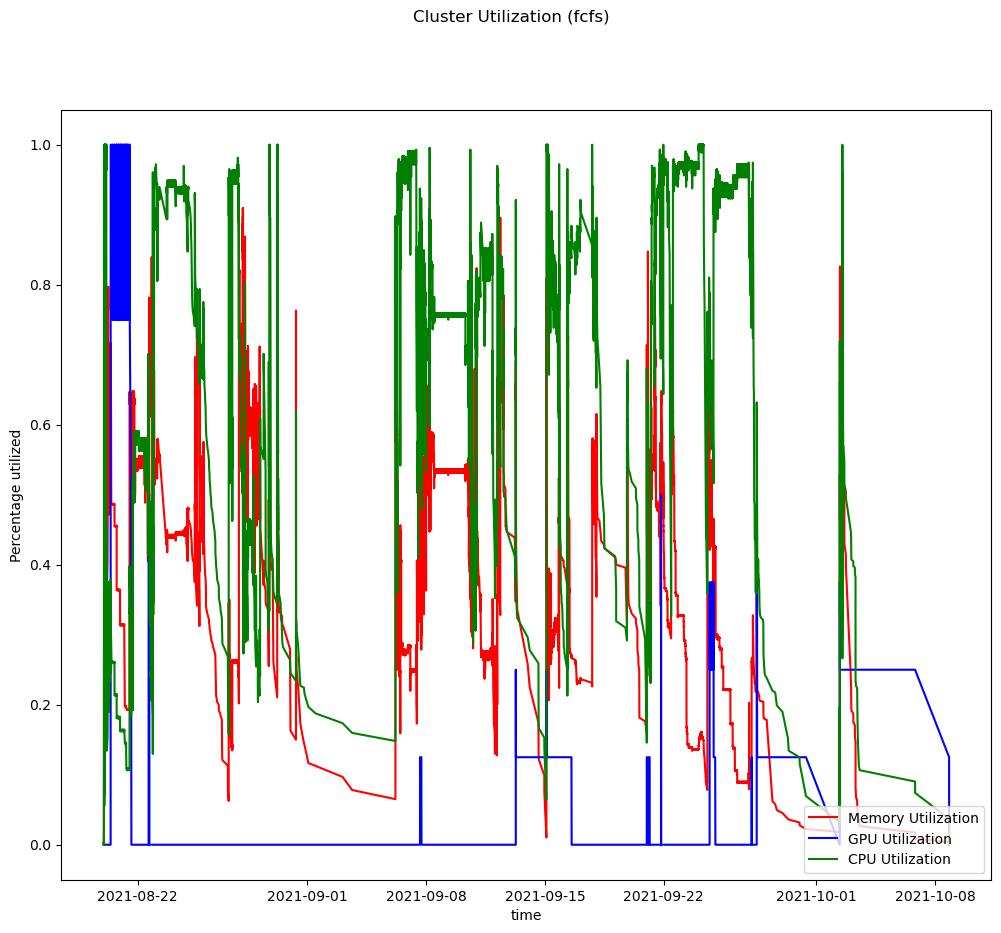 Cluster Utilization (fcfs)
1.0
0.8
0.6
0.4
0.2
0.0
Percentage utilized
2021-08-22
2021-09-01
2021-09-08
2021-09-15
2021-09-22
2021-10-01
2021-10-08
time
Memory Utilization
GPU Utilization
CPU Utilization